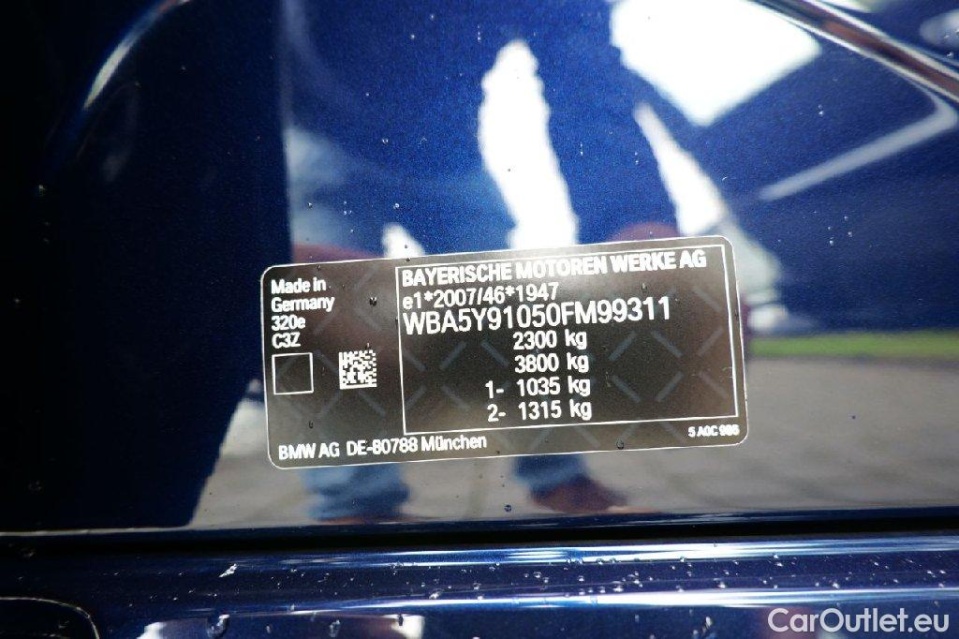 Made in
Germany
320e
C3Z
BAYERISCHE MOTOREN WERKE AG
e1*2007/46*1947
WBA5Y91050FM99311
2300 kg
3800 kg
1- 1035 kg
2- 1315 kg
BMW AG DE-80788 München
5 A0C 986
CarOutlet.eu